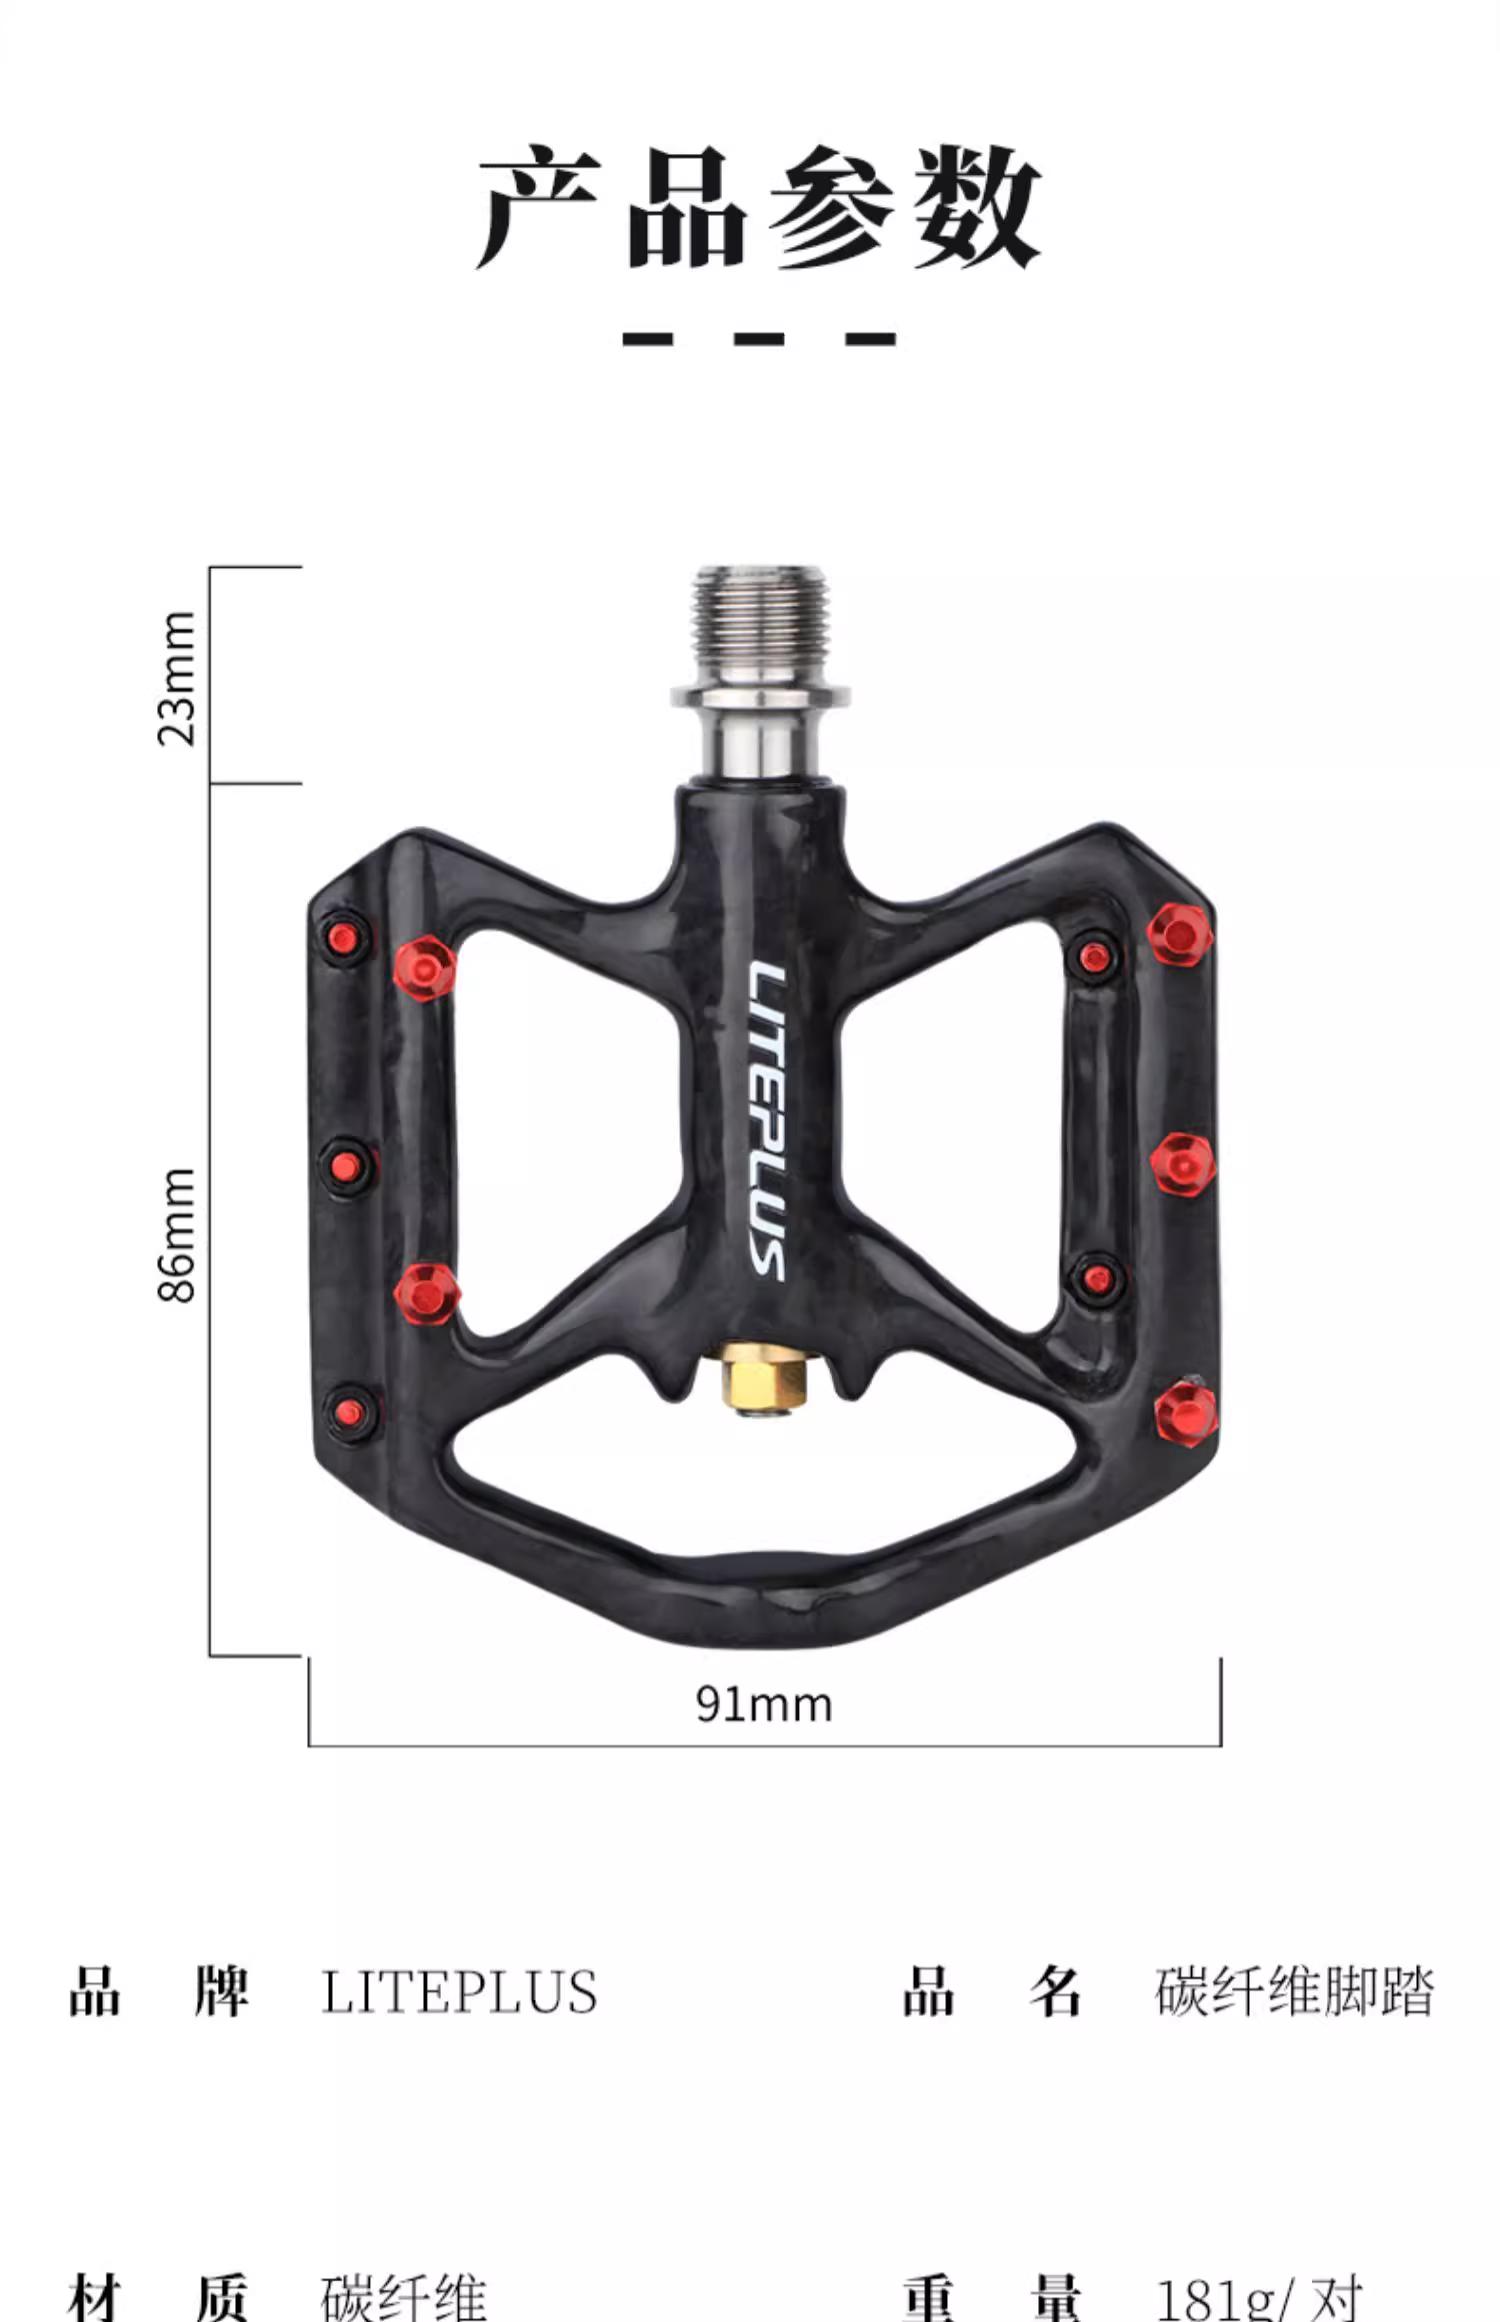 产品参数
23mm
LITEPLUS
86mm
91mm
品牌 LITEPLUS
品名 碳纤维脚踏
材质 碳纤维
重量 181g/对